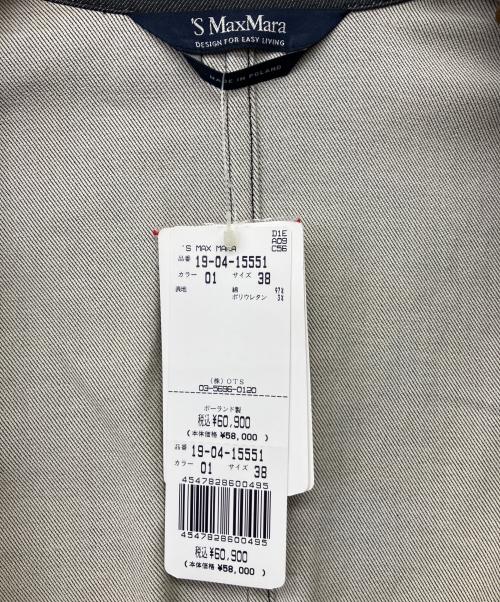 'S MaxMara
DESIGN FOR EASY LIVING
MADE IN POLAND
D1E
'S MAX MARA A09
C56
品番 19-04-15551
カラー 01 サイズ 38
表地 綿 97%
ポリウレタン 3%
(株)OTS
03-5696-0120
ポーランド製
税込¥60,900
(本体価格 ¥58,000)
品番 19-04-15551
カラー 01 サイズ 38
4547828600495
税込¥60,900
(本体価格 ¥58,000)